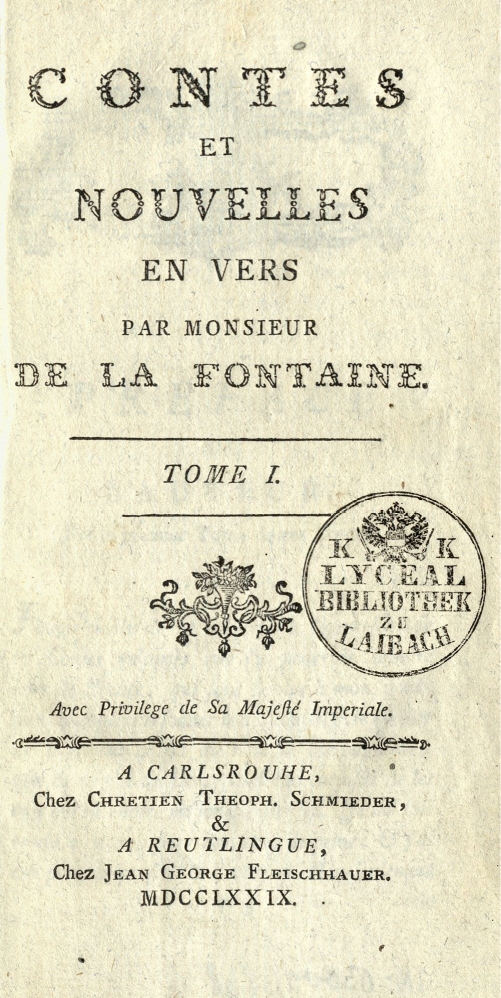 CONTES
ET
NOUVELLES
EN VERS
PAR MONSIEUR
DE LA FONTAINE.
TOME I.
K K
LYCEAL
BIBLIOTHEK
ZU
LAIBACH
Avec Privilege de Sa Majeſté Imperiale.
A CARLSROUHE,
Chez CHRETIEN THEOPH. SCHMIEDER,
&
A REUTLINGUE,
Chez JEAN GEORGE FLEISCHHAUER.
MDCCLXXIX.